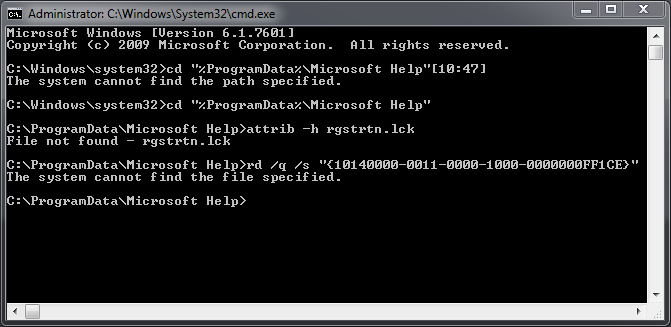 Administrator: C:\Windows\System32\cmd.exe
Microsoft Windows [Version 6.1.7601]
Copyright (c) 2009 Microsoft Corporation.  All rights reserved.
C:\Windows\system32>cd "%ProgramData%\Microsoft Help"[10:47]
The system cannot find the path specified.
C:\Windows\system32>cd "%ProgramData%\Microsoft Help"
C:\ProgramData\Microsoft Help>attrib -h rgstrtn.lck
File not found - rgstrtn.lck
C:\ProgramData\Microsoft Help>rd /q /s "{10140000-0011-0000-1000-0000000FF1CE}"
The system cannot find the file specified.
C:\ProgramData\Microsoft Help>